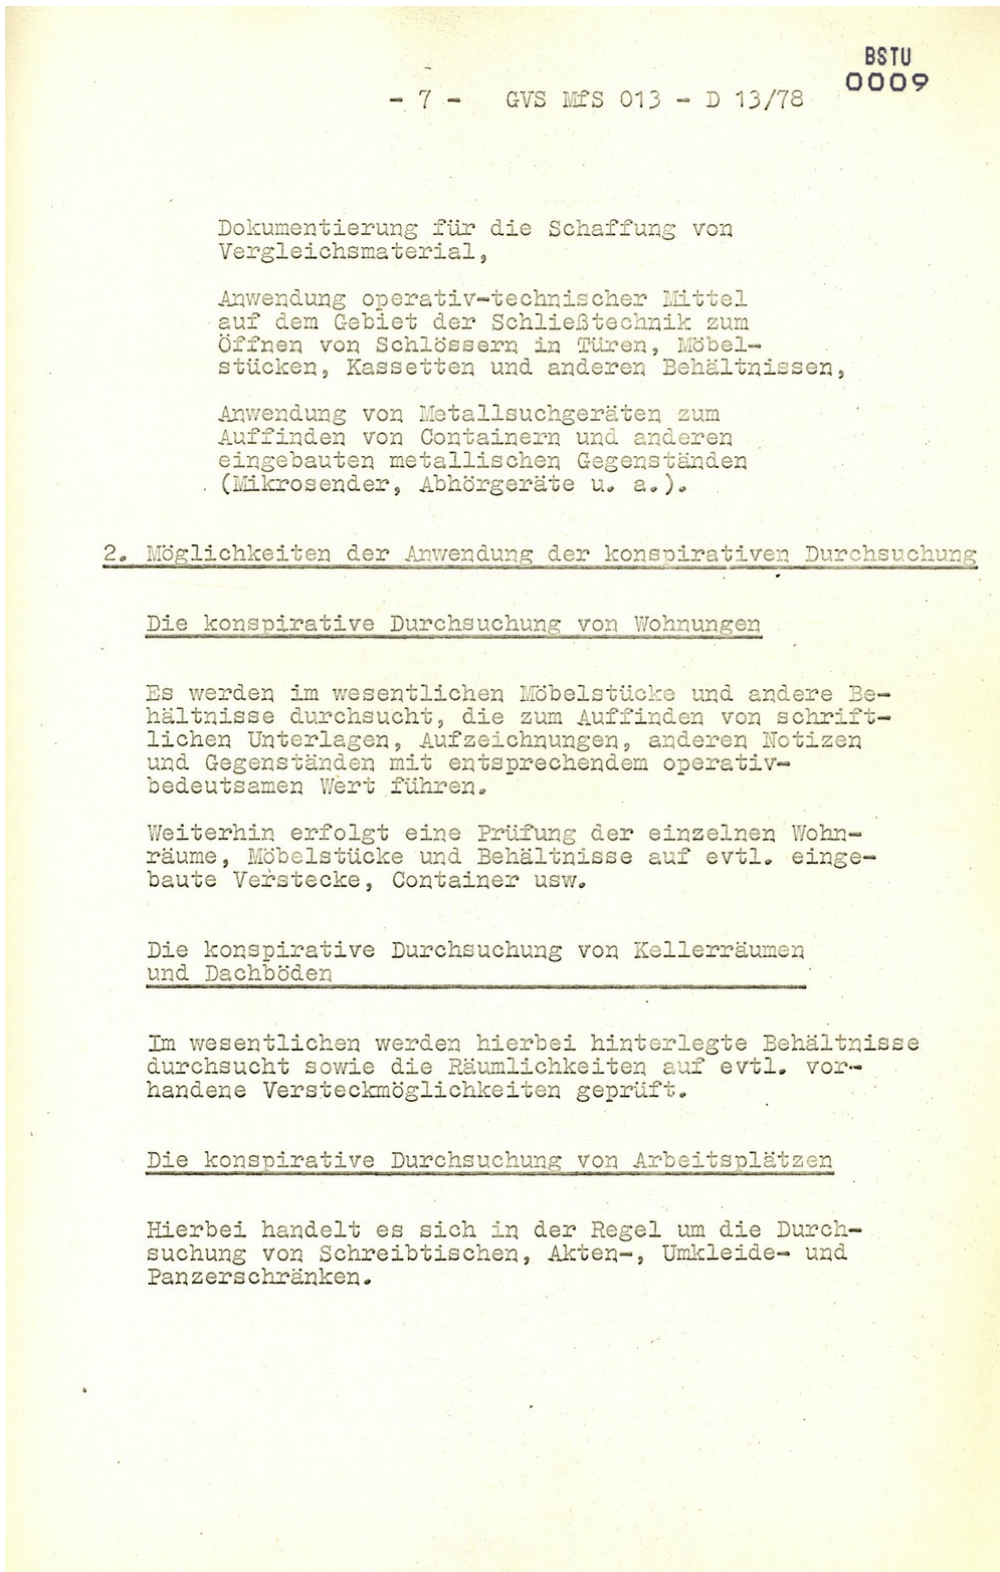 BSTU
0009
- 7 - GVS MfS 013 - D 13/78
Dokumentierung für die Schaffung von
Vergleichsmaterial,
Anwendung operativ-technischer Mittel
auf dem Gebiet der Schließtechnik zum
Öffnen von Schlössern in Türen, Möbel-
stücken, Kassetten und anderen Behältnissen,
Anwendung von Metallsuchgeräten zum
Auffinden von Containern und anderen
eingebauten metallischen Gegenständen
(Mikrosender, Abhörgeräte u. a.).
2. Möglichkeiten der Anwendung der konspirativen Durchsuchung
Die konspirative Durchsuchung von Wohnungen
Es werden im wesentlichen Möbelstücke und andere Be-
hältnisse durchsucht, die zum Auffinden von schrift-
lichen Unterlagen, Aufzeichnungen, anderen Notizen
und Gegenständen mit entsprechendem operativ-
bedeutsamen Wert führen.
Weiterhin erfolgt eine Prüfung der einzelnen Wohn-
räume, Möbelstücke und Behältnisse auf evtl. einge-
baute Verstecke, Container usw.
Die konspirative Durchsuchung von Kellerräumen
und Dachböden
Im wesentlichen werden hierbei hinterlegte Behältnisse
durchsucht sowie die Räumlichkeiten auf evtl. vor-
handene Versteckmöglichkeiten geprüft.
Die konspirative Durchsuchung von Arbeitsplätzen
Hierbei handelt es sich in der Regel um die Durch-
suchung von Schreibtischen, Akten-, Umkleide- und
Panzerschränken.